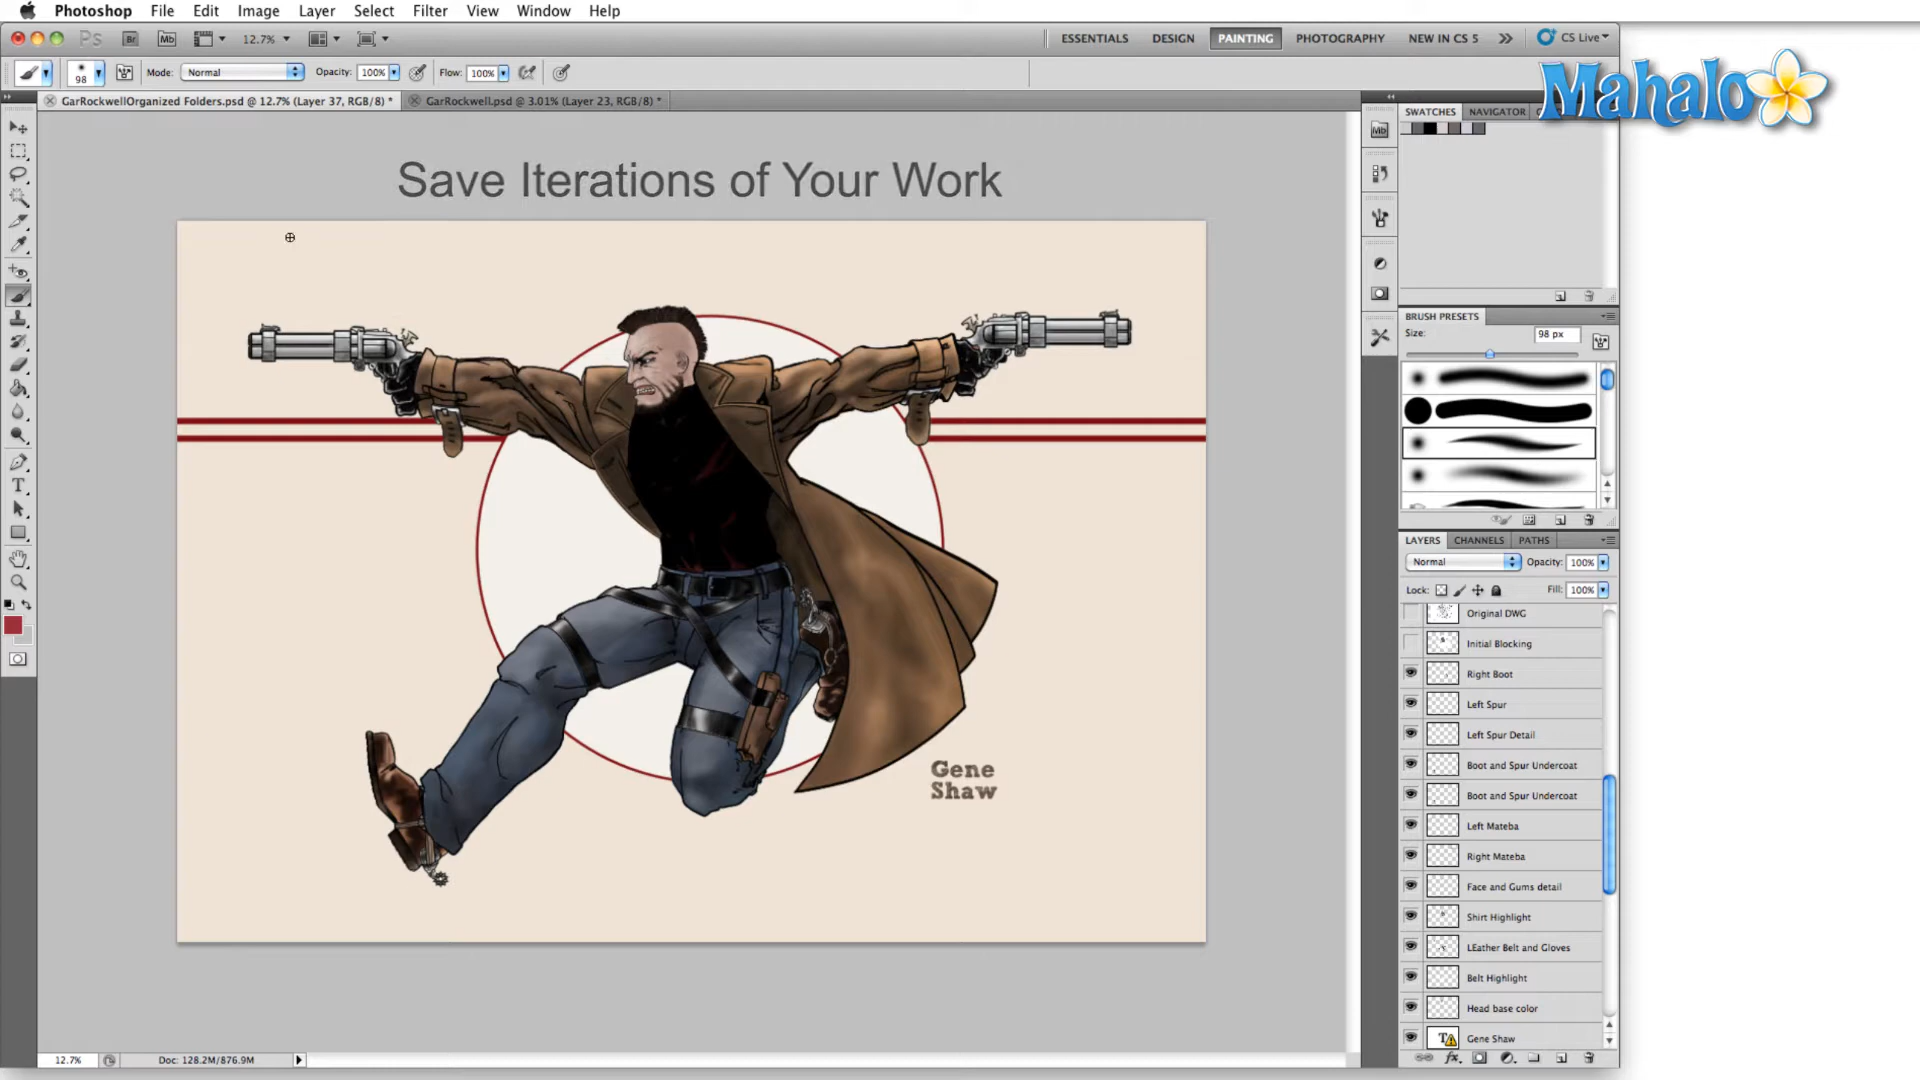 Photoshop File Edit Image Layer Select Filter View Window Help
Ps Br Mb 12.7% ESSENTIALS DESIGN PAINTING PHOTOGRAPHY NEW IN CS 5 CS Live
98 Mode: Normal Opacity: 100% Flow: 100%
Mahalo
GarRockwellOrganized Folders.psd @ 12.7% (Layer 37, RGB/8) * GarRockwell.psd @ 3.01% (Layer 23, RGB/8) *
SWATCHES NAVIGATOR
Mb
Save Iterations of Your Work
BRUSH PRESETS
Size: 98 px
T
LAYERS CHANNELS PATHS
Normal Opacity: 100%
Lock: Fill: 100%
Original DWG
Initial Blocking
Right Boot
Left Spur
Left Spur Detail
Boot and Spur Undercoat
Boot and Spur Undercoat
Left Mateba
Right Mateba
Face and Gums detail
Shirt Highlight
LEather Belt and Gloves
Belt Highlight
Head base color
T Gene Shaw
Gene
Shaw
12.7% Doc: 128.2M/876.9M
fx